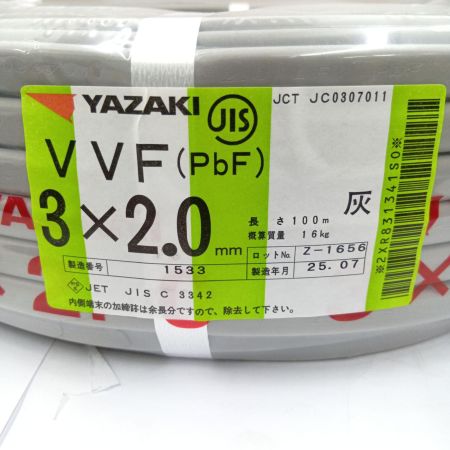 YAZAKI
JIS
JCT JC0307011
VVF(PbF)
3×2.0mm
灰
長さ100m
概算質量 16kg
製造番号 1533
ロットNo. Z-1656
製造年月 25.07
JET JIS C 3342
内側端末の加締鋲は余長分ですので、除去して下さい。
※2XR831341S0※
YAZAKI